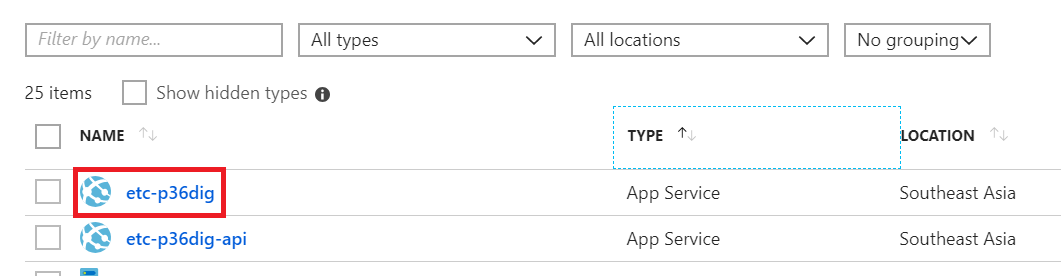 Filter by name...
All types
All locations
No grouping
25 items
Show hidden types
NAME
TYPE
LOCATION
etc-p36dig
App Service
Southeast Asia
etc-p36dig-api
App Service
Southeast Asia